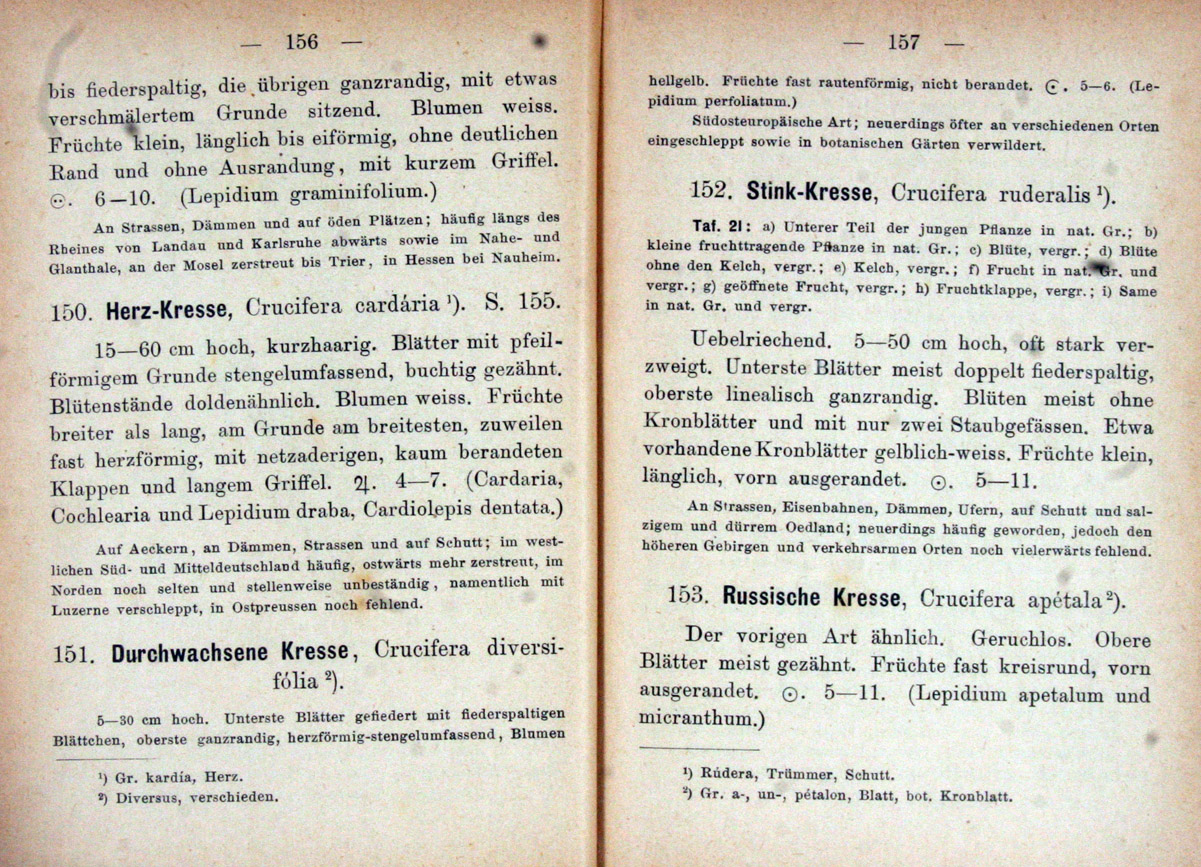 — 156 —
bis fiederspaltig, die übrigen ganzrandig, mit etwas
verschmälertem Grunde sitzend. Blumen weiss.
Früchte klein, länglich bis eiförmig, ohne deutlichen
Rand und ohne Ausrandung, mit kurzem Griffel.
☉. 6—10. (Lepidium graminifolium.)
An Strassen, Dämmen und auf öden Plätzen; häufig längs des
Rheines von Landau und Karlsruhe abwärts sowie im Nahe- und
Glanthale, an der Mosel zerstreut bis Trier, in Hessen bei Nauheim.
150. Herz-Kresse, Crucifera cardária ¹). S. 155.
15—60 cm hoch, kurzhaarig. Blätter mit pfeil-
förmigem Grunde stengelumfassend, buchtig gezähnt.
Blütenstände doldenähnlich. Blumen weiss. Früchte
breiter als lang, am Grunde am breitesten, zuweilen
fast herzförmig, mit netzaderigen, kaum berandeten
Klappen und langem Griffel. ♃. 4—7. (Cardaria,
Cochlearia und Lepidium draba, Cardiolepis dentata.)
Auf Aeckern, an Dämmen, Strassen und auf Schutt; im west-
lichen Süd- und Mitteldeutschland häufig, ostwärts mehr zerstreut, im
Norden noch selten und stellenweise unbeständig, namentlich mit
Luzerne verschleppt, in Ostpreussen noch fehlend.
151. Durchwachsene Kresse, Crucifera diversi-
fólia ²).
5—30 cm hoch. Unterste Blätter gefiedert mit fiederspaltigen
Blättchen, oberste ganzrandig, herzförmig-stengelumfassend, Blumen
¹) Gr. kardía, Herz.
²) Diversus, verschieden.
— 157 —
hellgelb. Früchte fast rautenförmig, nicht berandet. ☉. 5—6. (Le-
pidium perfoliatum.)
Südosteuropäische Art; neuerdings öfter an verschiedenen Orten
eingeschleppt sowie in botanischen Gärten verwildert.
152. Stink-Kresse, Crucifera ruderalis ¹).
Taf. 21: a) Unterer Teil der jungen Pflanze in nat. Gr.; b)
kleine fruchttragende Pflanze in nat. Gr.; c) Blüte, vergr.; d) Blüte
ohne den Kelch, vergr.; e) Kelch, vergr.; f) Frucht in nat. Gr. und
vergr.; g) geöffnete Frucht, vergr.; h) Fruchtklappe, vergr.; i) Same
in nat. Gr. und vergr.
Uebelriechend. 5—50 cm hoch, oft stark ver-
zweigt. Unterste Blätter meist doppelt fiederspaltig,
oberste linealisch ganzrandig. Blüten meist ohne
Kronblätter und mit nur zwei Staubgefässen. Etwa
vorhandene Kronblätter gelblich-weiss. Früchte klein,
länglich, vorn ausgerandet. ☉. 5—11.
An Strassen, Eisenbahnen, Dämmen, Ufern, auf Schutt und sal-
zigem und dürrem Oedland; neuerdings häufig geworden, jedoch den
höheren Gebirgen und verkehrsarmen Orten noch vielerwärts fehlend.
153. Russische Kresse, Crucifera apétala ²).
Der vorigen Art ähnlich. Geruchlos. Obere
Blätter meist gezähnt. Früchte fast kreisrund, vorn
ausgerandet. ☉. 5—11. (Lepidium apetalum und
micranthum.)
¹) Rúdera, Trümmer, Schutt.
²) Gr. a-, un-, pétalon, Blatt, bot. Kronblatt.